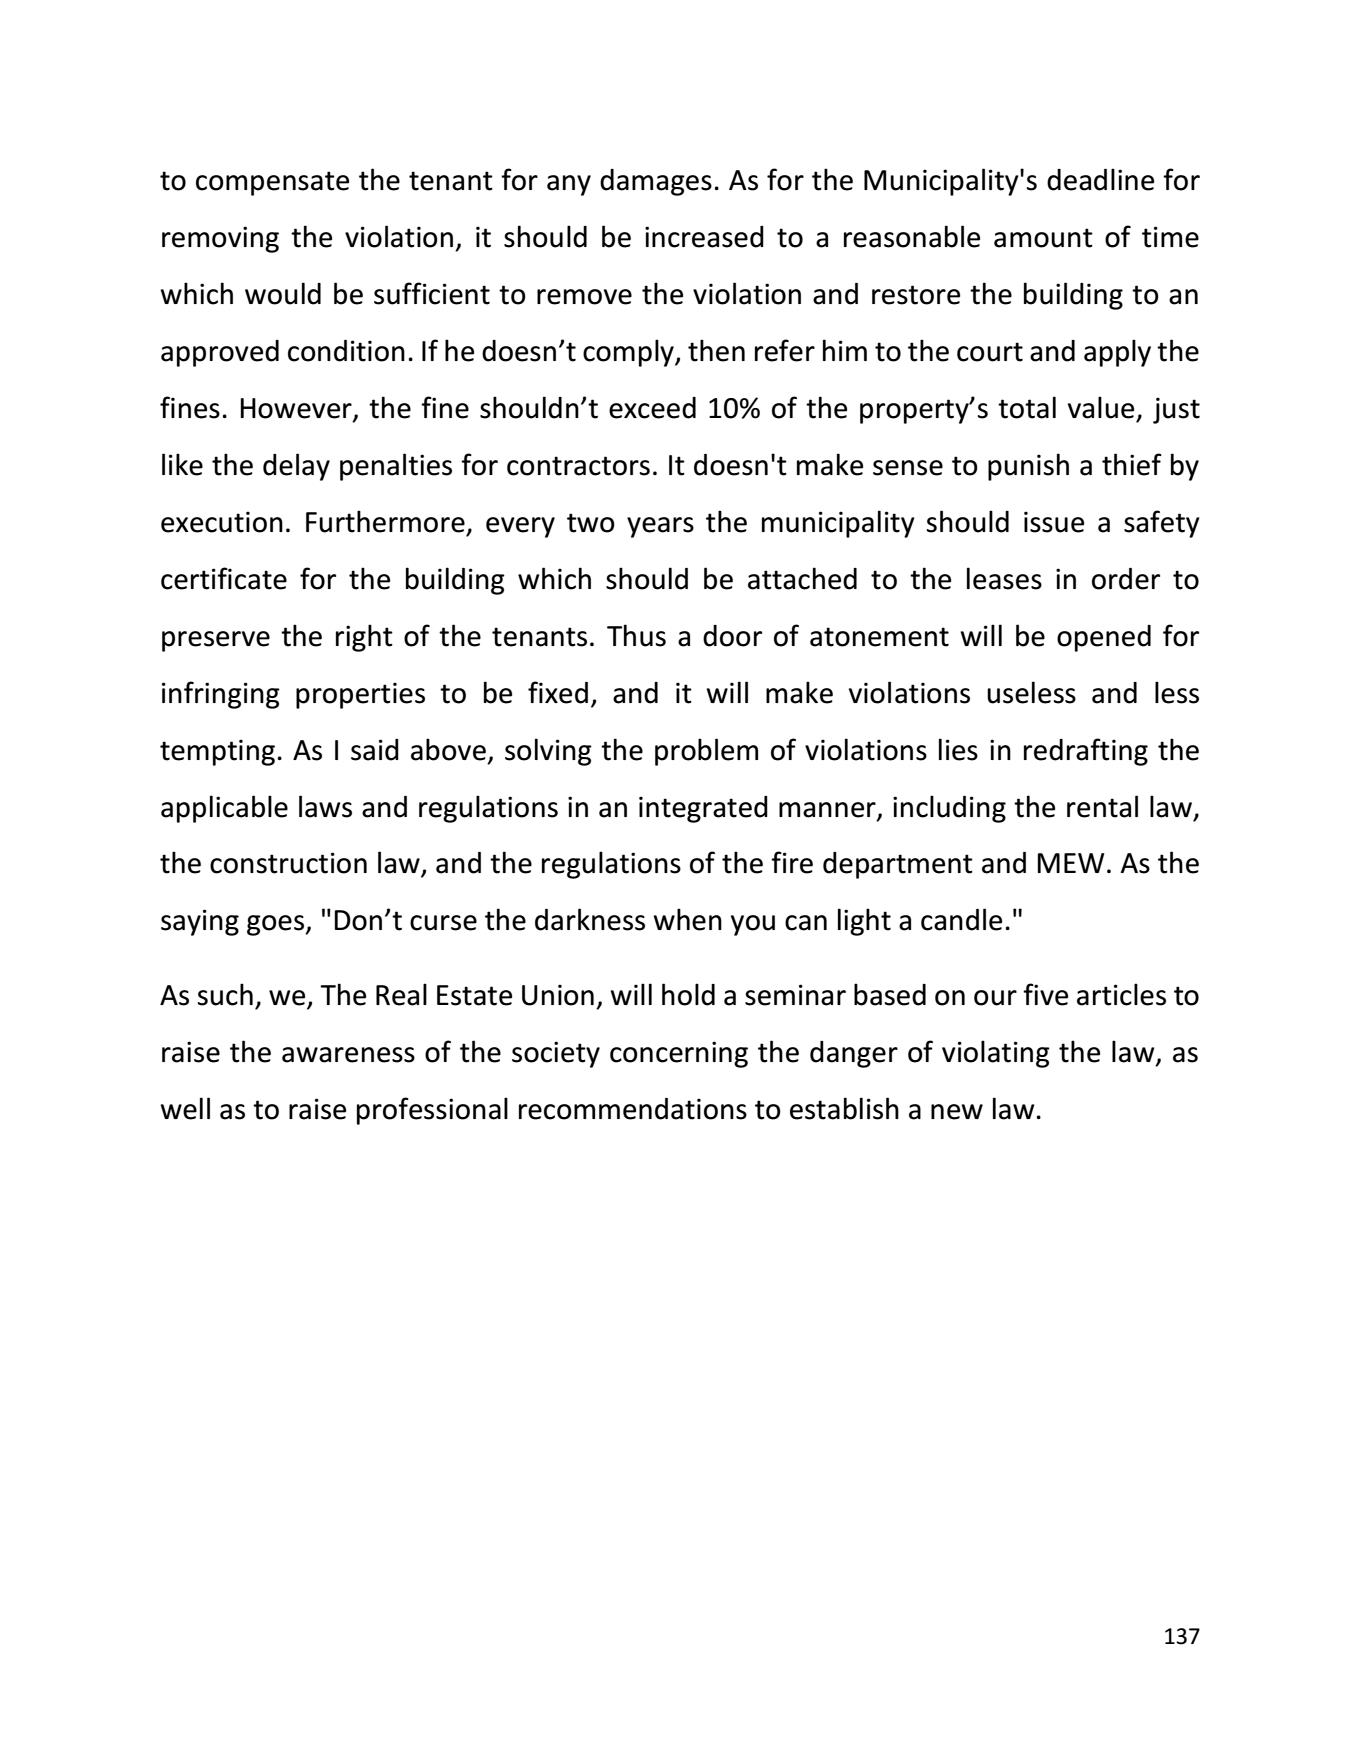 to compensate the tenant for any damages. As for the Municipality's deadline for
removing the violation, it should be increased to a reasonable amount of time
which would be sufficient to remove the violation and restore the building to an
approved condition. If he doesn’t comply, then refer him to the court and apply the
fines. However, the fine shouldn’t exceed 10% of the property’s total value, just
like the delay penalties for contractors. It doesn't make sense to punish a thief by
execution. Furthermore, every two years the municipality should issue a safety
certificate for the building which should be attached to the leases in order to
preserve the right of the tenants. Thus a door of atonement will be opened for
infringing properties to be fixed, and it will make violations useless and less
tempting. As I said above, solving the problem of violations lies in redrafting the
applicable laws and regulations in an integrated manner, including the rental law,
the construction law, and the regulations of the fire department and MEW. As the
saying goes, "Don’t curse the darkness when you can light a candle."
As such, we, The Real Estate Union, will hold a seminar based on our five articles to
raise the awareness of the society concerning the danger of violating the law, as
well as to raise professional recommendations to establish a new law.
137